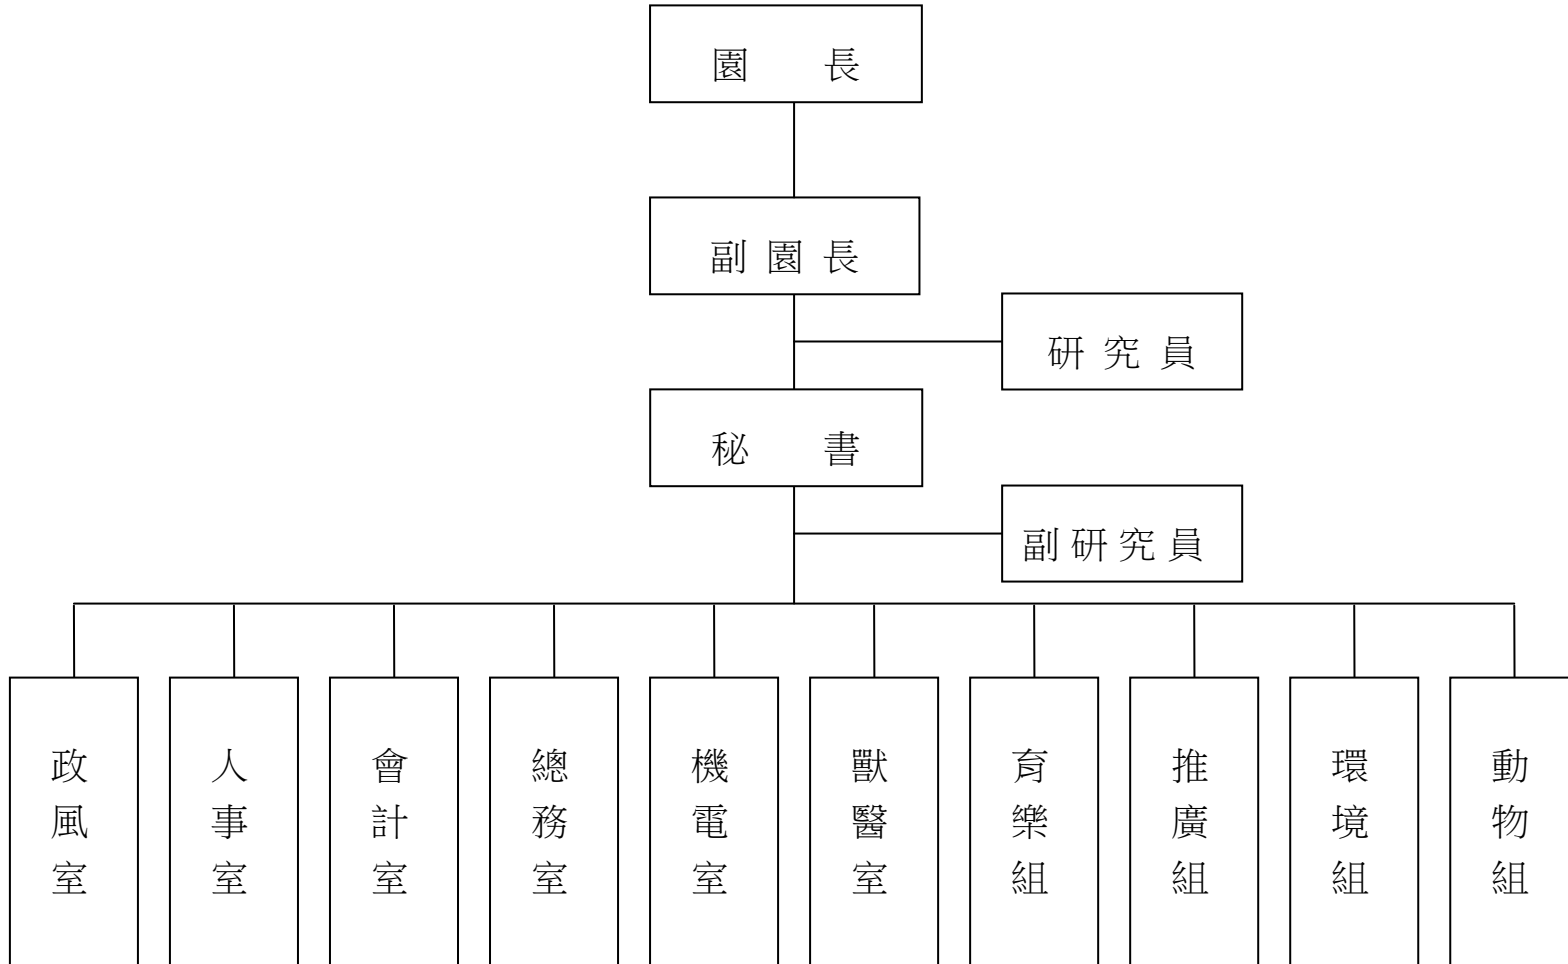 園長
副園長
研究員
秘書
副研究員
政風室
人事室
會計室
總務室
機電室
獸醫室
育樂組
推廣組
環境組
動物組